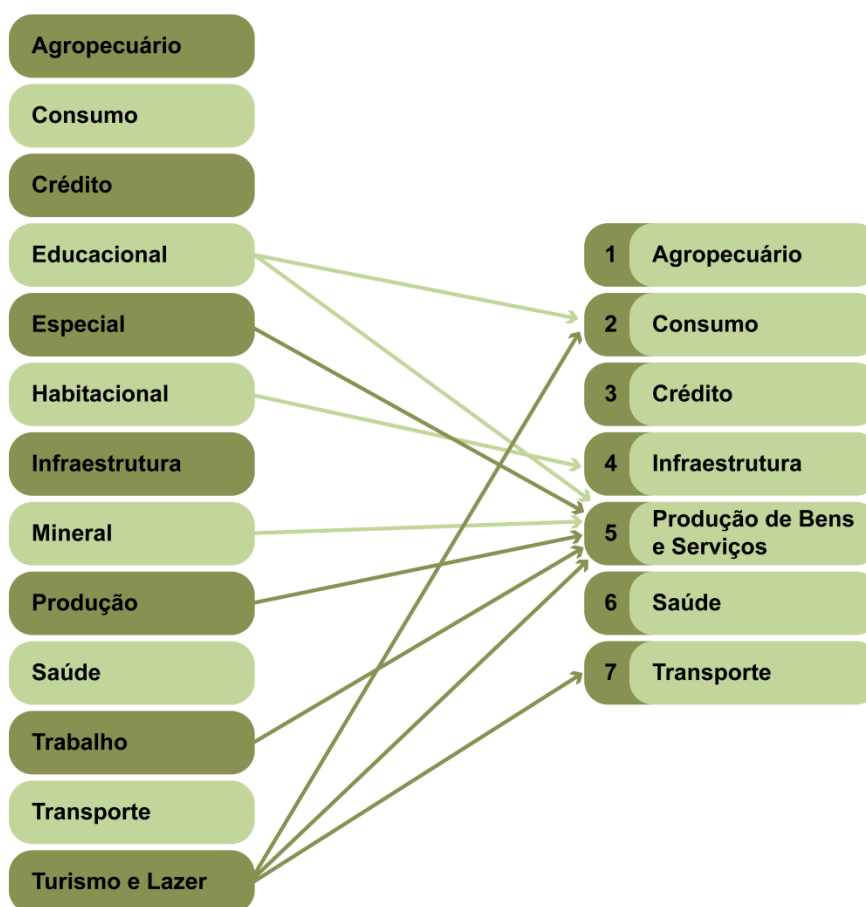 Agropecuário
Consumo
Crédito
Educacional
Especial
Habitacional
Infraestrutura
Mineral
Produção
Saúde
Trabalho
Transporte
Turismo e Lazer
1 Agropecuário
2 Consumo
3 Crédito
4 Infraestrutura
5 Produção de Bens
e Serviços
6 Saúde
7 Transporte